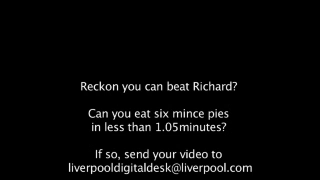 Reckon you can beat Richard?
Can you eat six mince pies
in less than 1.05minutes?
If so, send your video to
liverpooldigitaldesk@liverpool.com